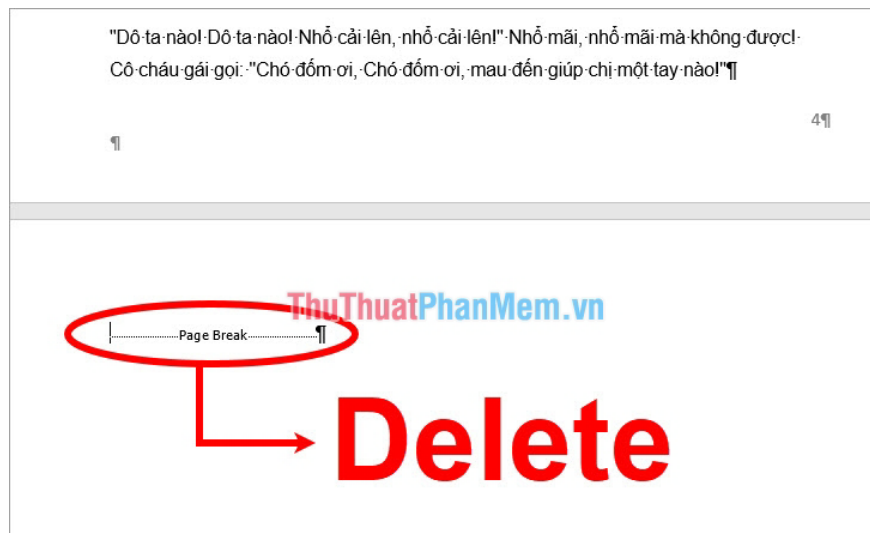 "Dô·ta·nào!·Dô·ta·nào!·Nhổ·cải·lên,·nhổ·cải·lên!"·Nhổ·mãi,·nhổ·mãi·mà·không·được!·
Cô·cháu·gái·gọi:·"Chó·đốm·ơi,·Chó·đốm·ơi,·mau·đến·giúp·chị·một·tay·nào!"¶
4¶
¶
ThuThuatPhanMem.vn
Page Break¶
Delete